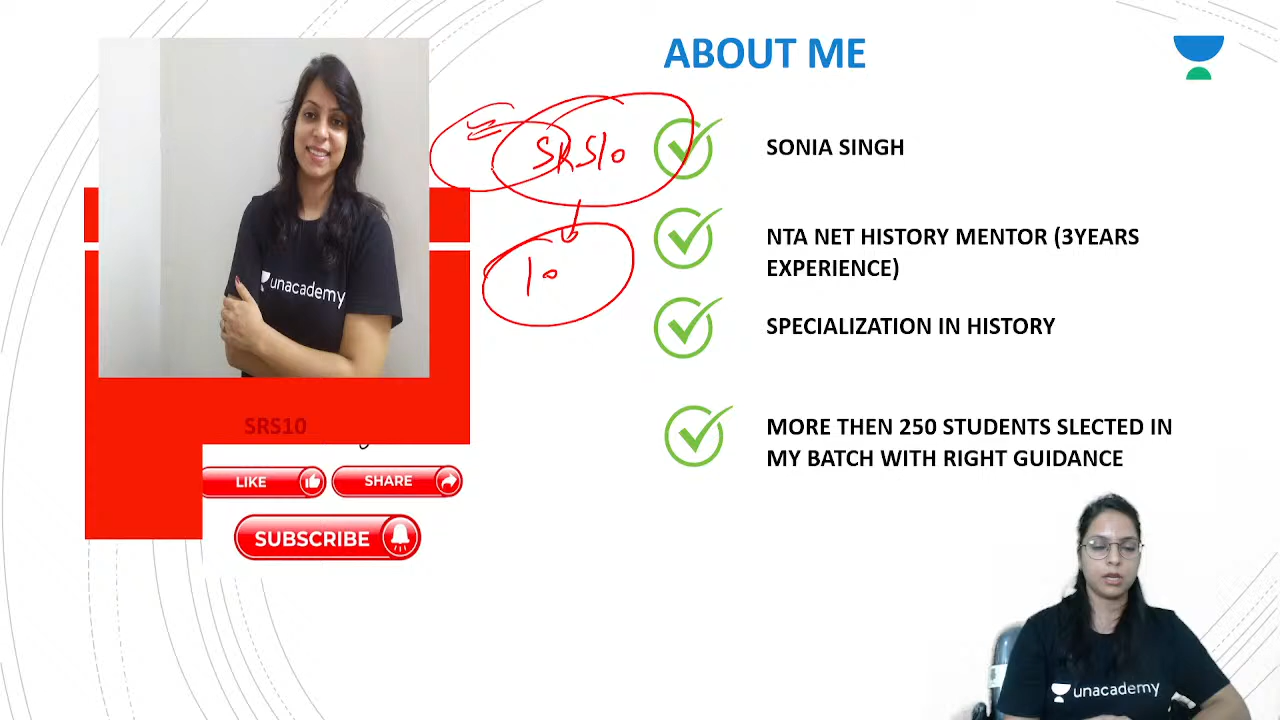 ABOUT ME
SRS10
10
SONIA SINGH
NTA NET HISTORY MENTOR (3YEARS
EXPERIENCE)
SPECIALIZATION IN HISTORY
MORE THEN 250 STUDENTS SLECTED IN
MY BATCH WITH RIGHT GUIDANCE
unacademy
SRS10
LIKE
SHARE
SUBSCRIBE
unacademy